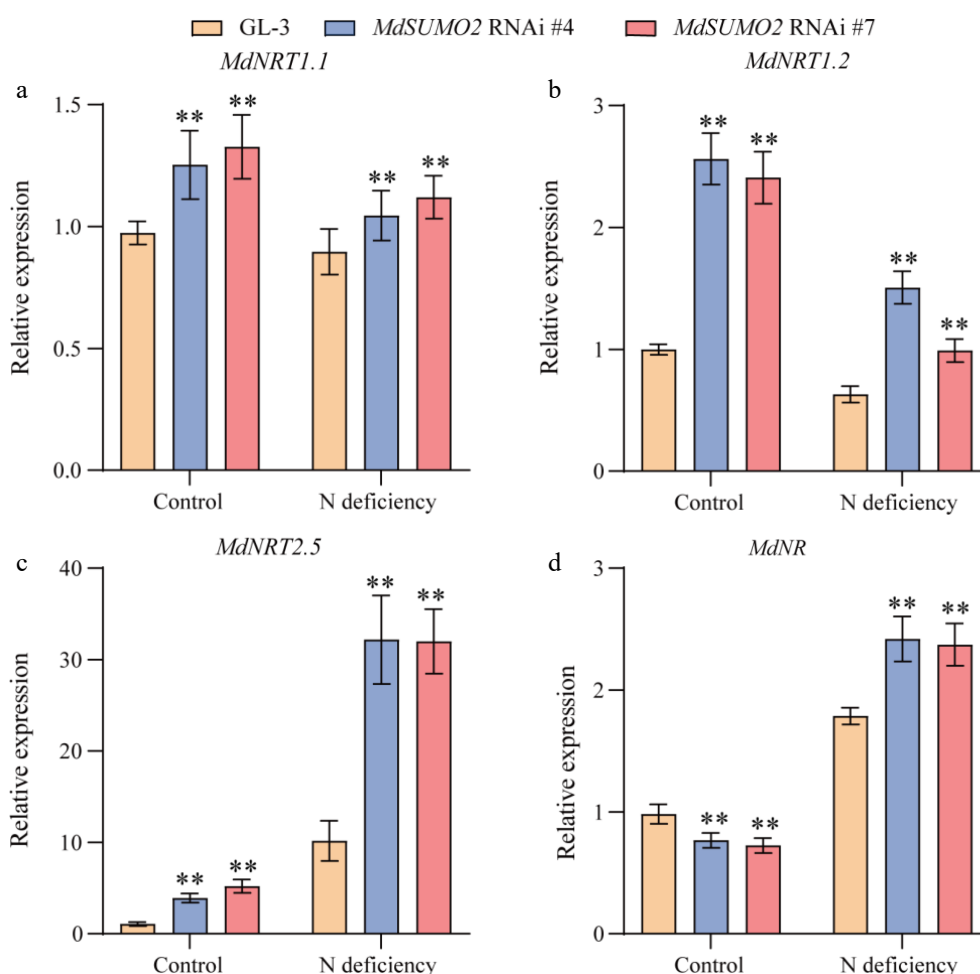 GL-3 MdSUMO2 RNAi #4 MdSUMO2 RNAi #7
a
MdNRT1.1
Relative expression
1.5
1.0
0.5
0.0
** ** ** **
Control N deficiency
b
MdNRT1.2
Relative expression
3
2
1
0
** ** ** **
Control N deficiency
c
MdNRT2.5
Relative expression
40
30
20
10
0
** ** ** **
Control N deficiency
d
MdNR
Relative expression
3
2
1
0
** ** ** **
Control N deficiency